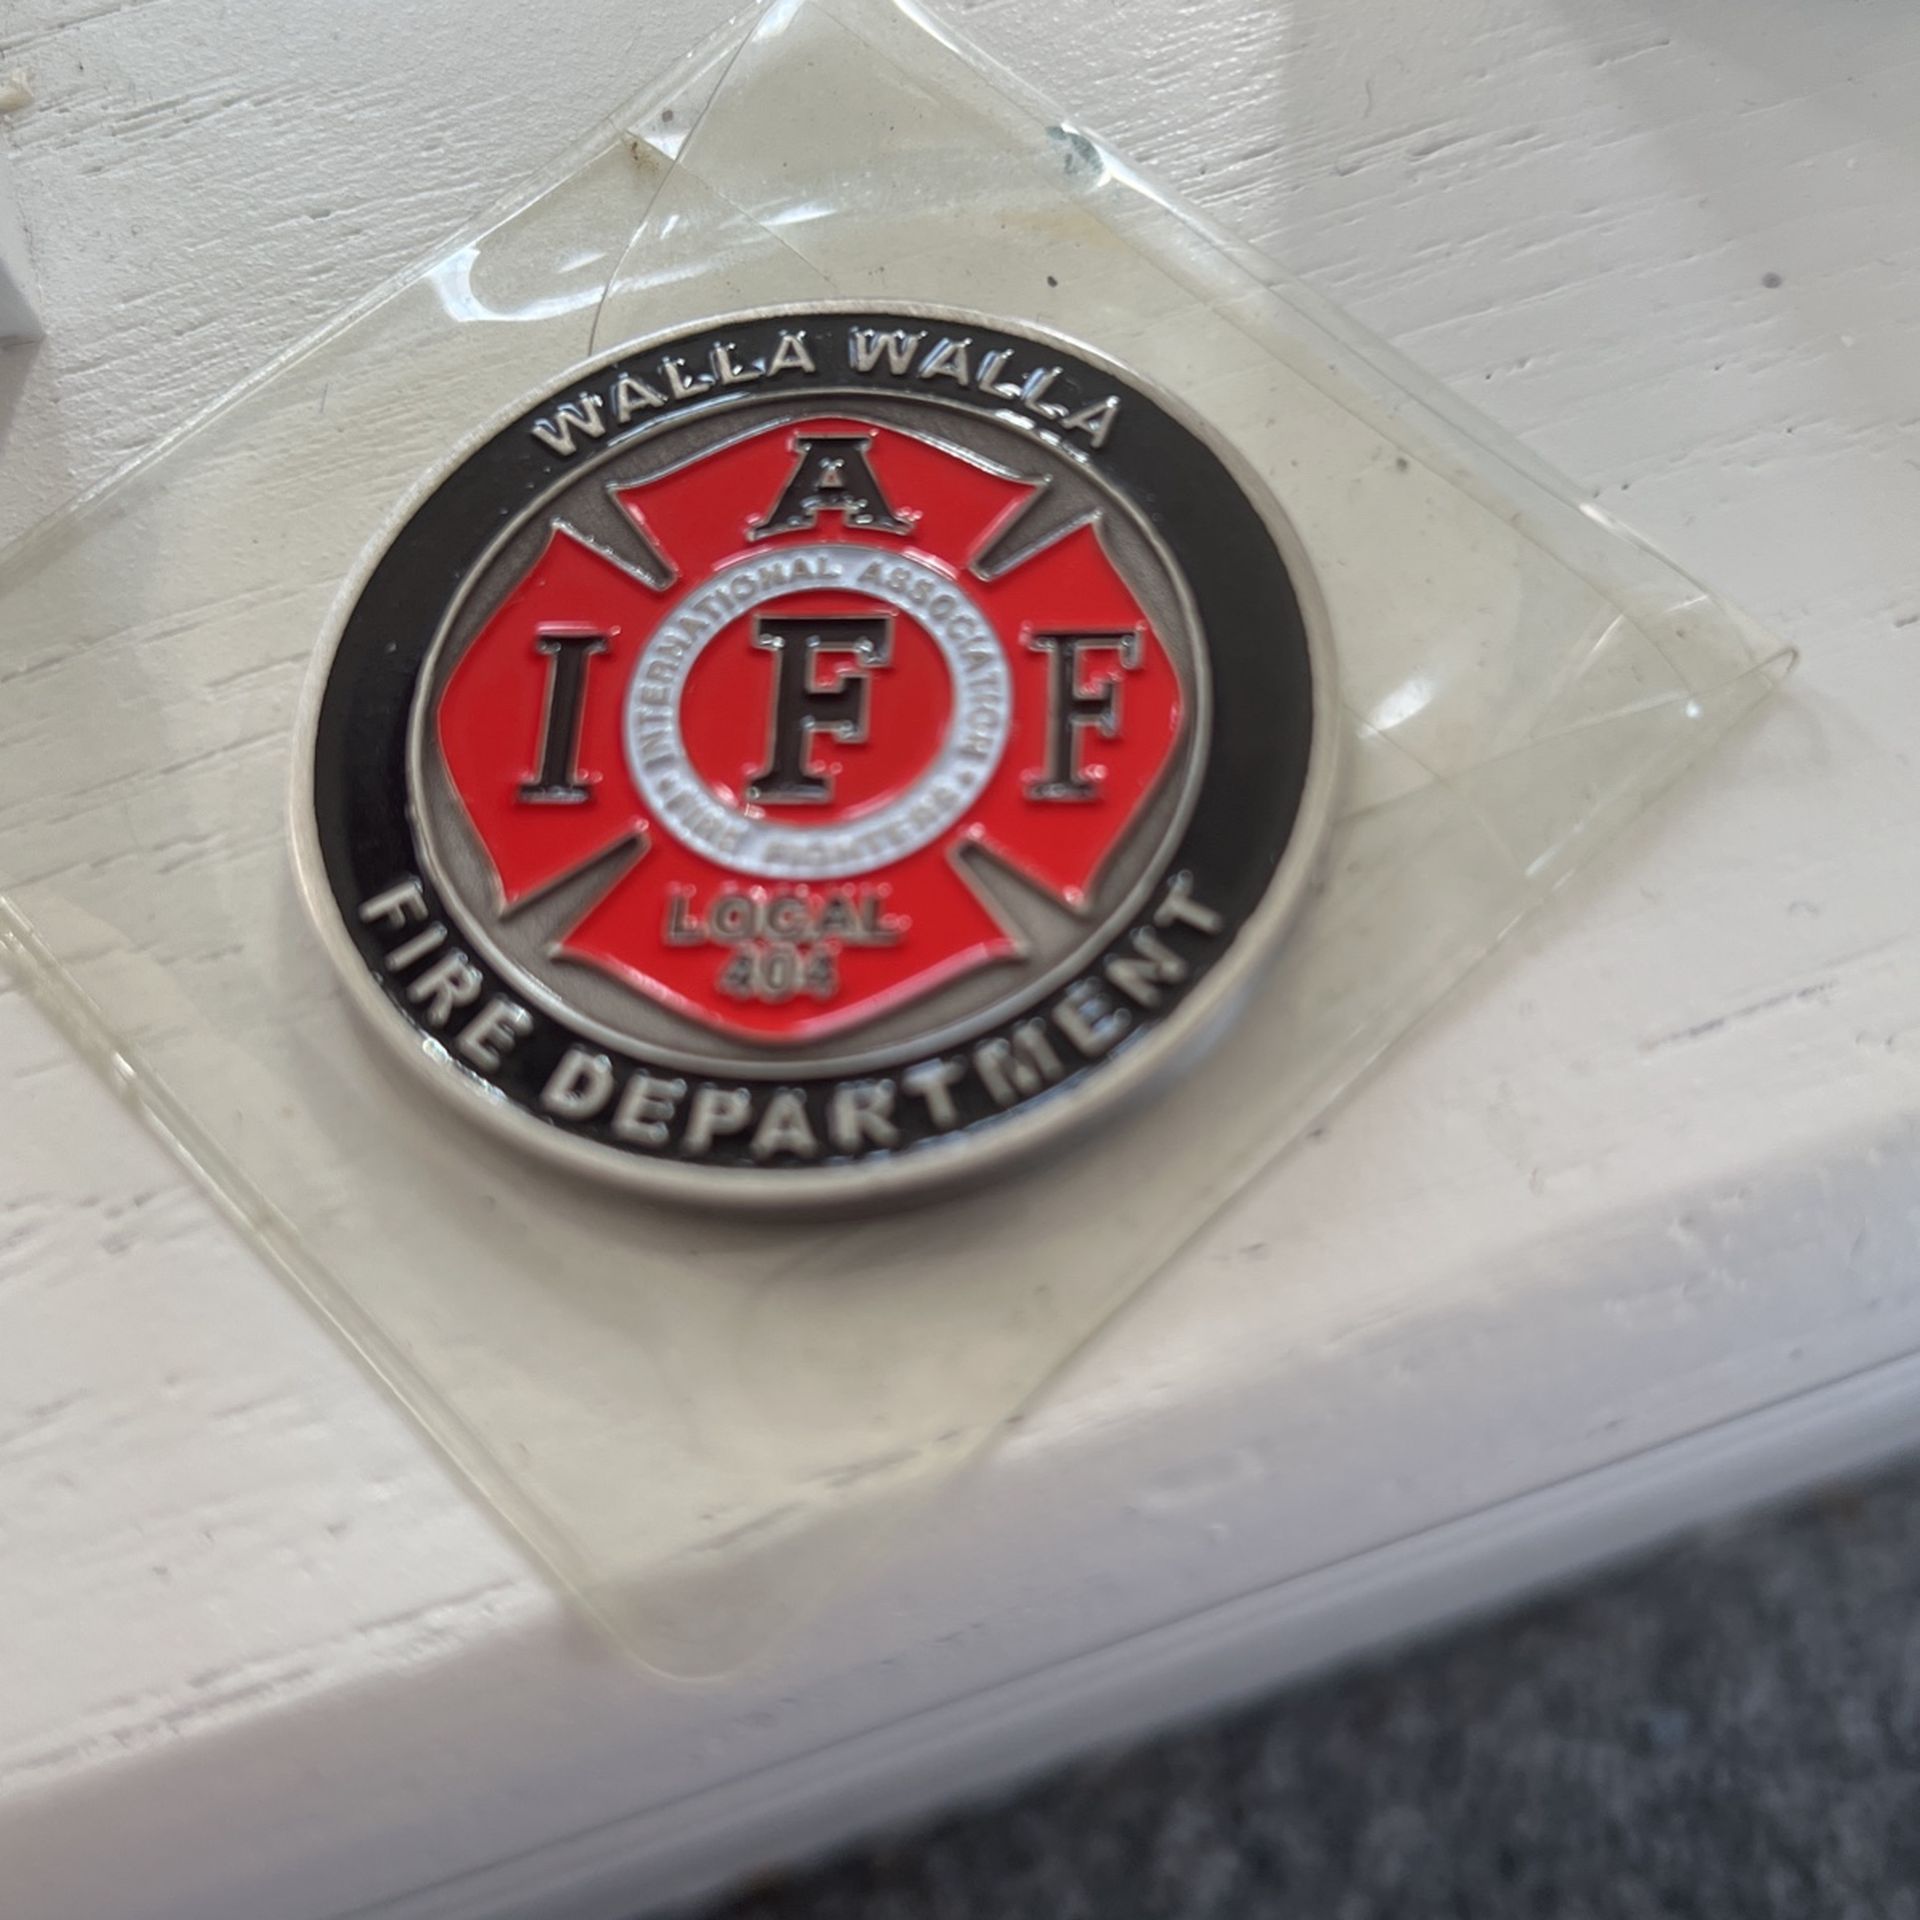 WALLA WALLA
A
INTERNATIONAL ASSOCIATION
I F F
FIRE FIGHTERS
LOCAL
404
FIRE DEPARTMENT